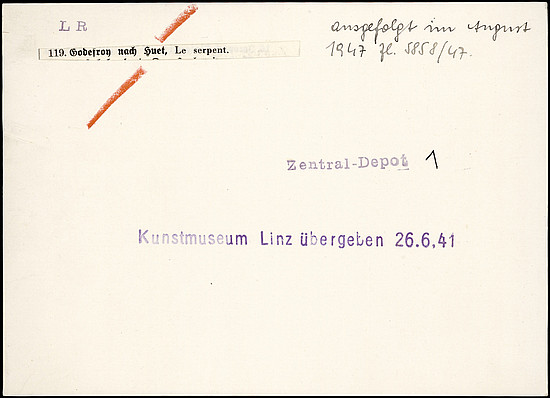 LR
119. Godefroy nach Huet, Le serpent.
ausgefolgt im August
1947 Zl. 5858/47.
Zentral-Depot 1
Kunstmuseum Linz übergeben 26.6.41